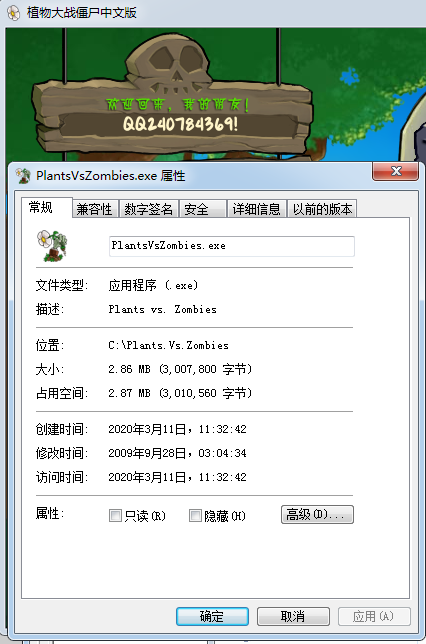 植物大战僵尸中文版
欢迎回来，我的朋友！
QQ240784369!
PlantsVsZombies.exe 属性
常规 兼容性 数字签名 安全 详细信息 以前的版本
PlantsVsZombies.exe
文件类型: 应用程序 (.exe)
描述: Plants vs. Zombies
位置: C:\Plants.Vs.Zombies
大小: 2.86 MB (3,007,800 字节)
占用空间: 2.87 MB (3,010,560 字节)
创建时间: 2020年3月11日，11:32:42
修改时间: 2009年9月28日，03:04:34
访问时间: 2020年3月11日，11:32:42
属性: 只读(R) 隐藏(H) 高级(D)...
确定 取消 应用(A)